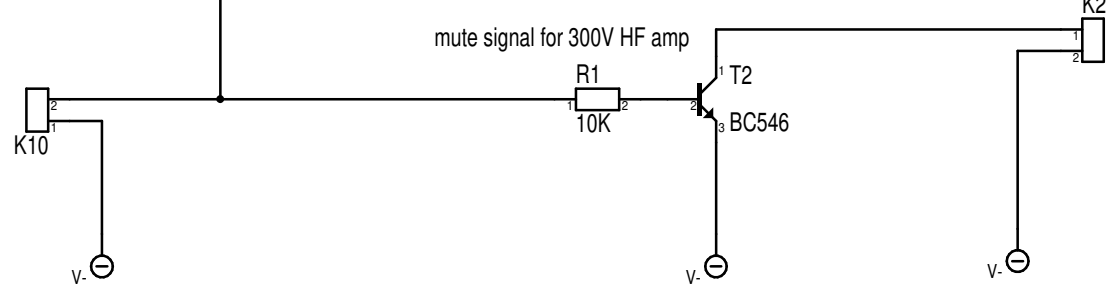 K2
1
2
mute signal for 300V HF amp
R1
1
2
10K
1
T2
2
3
BC546
2
1
K10
V-
V-
V-